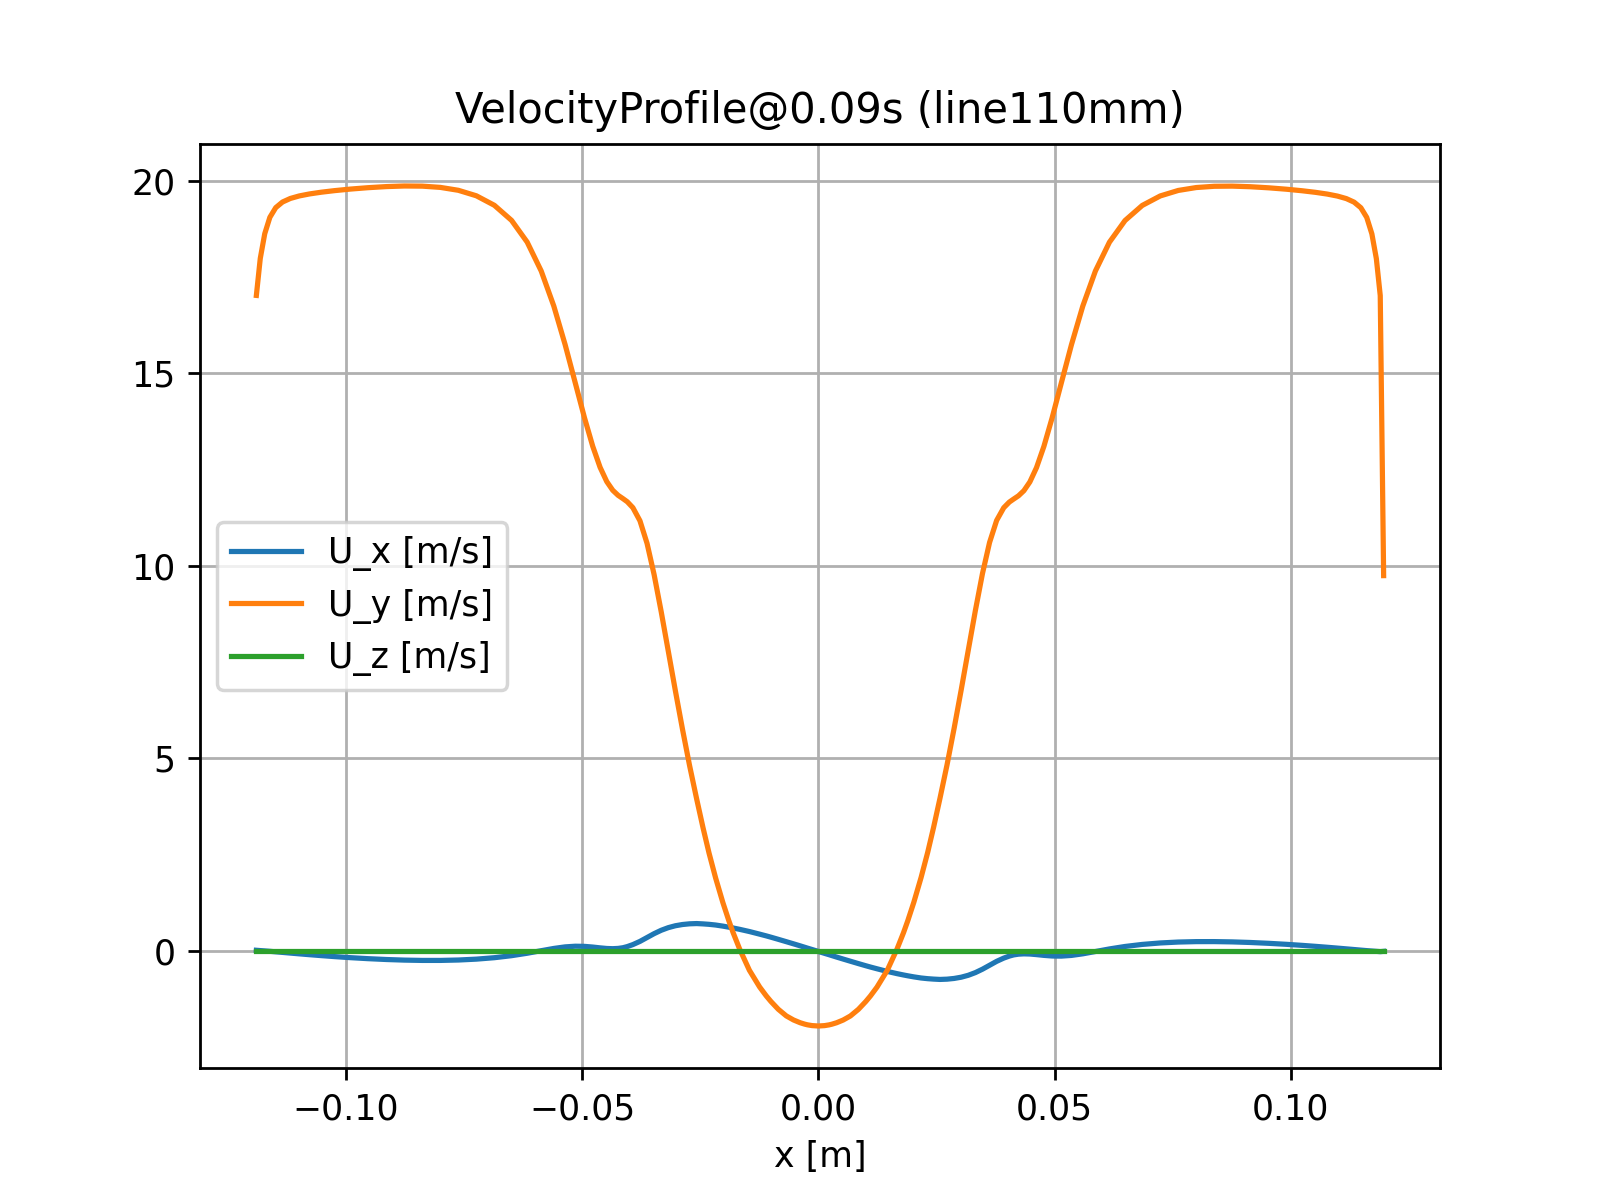 VelocityProfile@0.09s (line110mm)
20
15
10
5
0
U_x [m/s]
U_y [m/s]
U_z [m/s]
−0.10 −0.05 0.00 0.05 0.10
x [m]